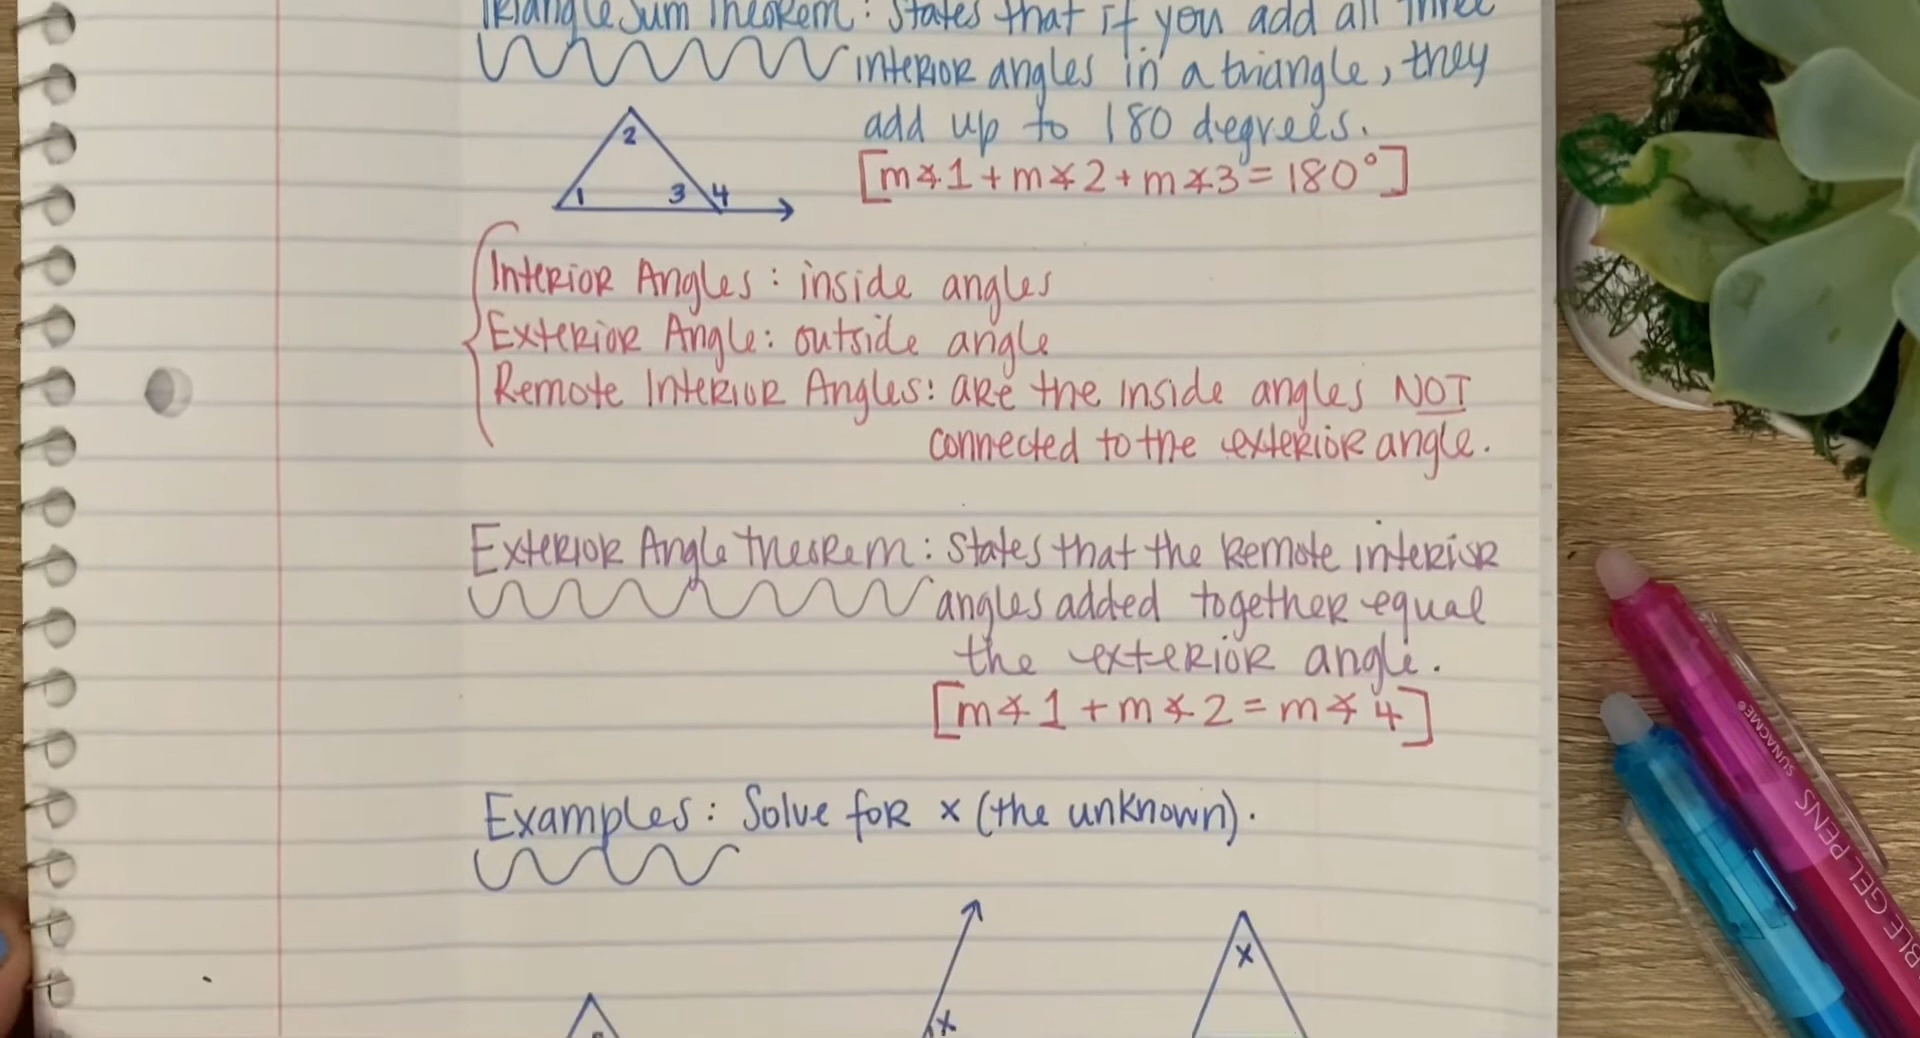 Triangle Sum Theorem: States that if you add all three
interior angles in a triangle, they
add up to 180 degrees.
2
1 3 4
[m∡1 + m∡2 + m∡3 = 180°]
Interior Angles: inside angles
Exterior Angle: outside angle
Remote Interior Angles: are the inside angles NOT
connected to the exterior angle.
Exterior Angle theorem: States that the remote interior
angles added together equal
the exterior angle.
[m∡1 + m∡2 = m∡4]
Examples: Solve for x (the unknown).
x
x
SUNACME®
BLE GEL PENS